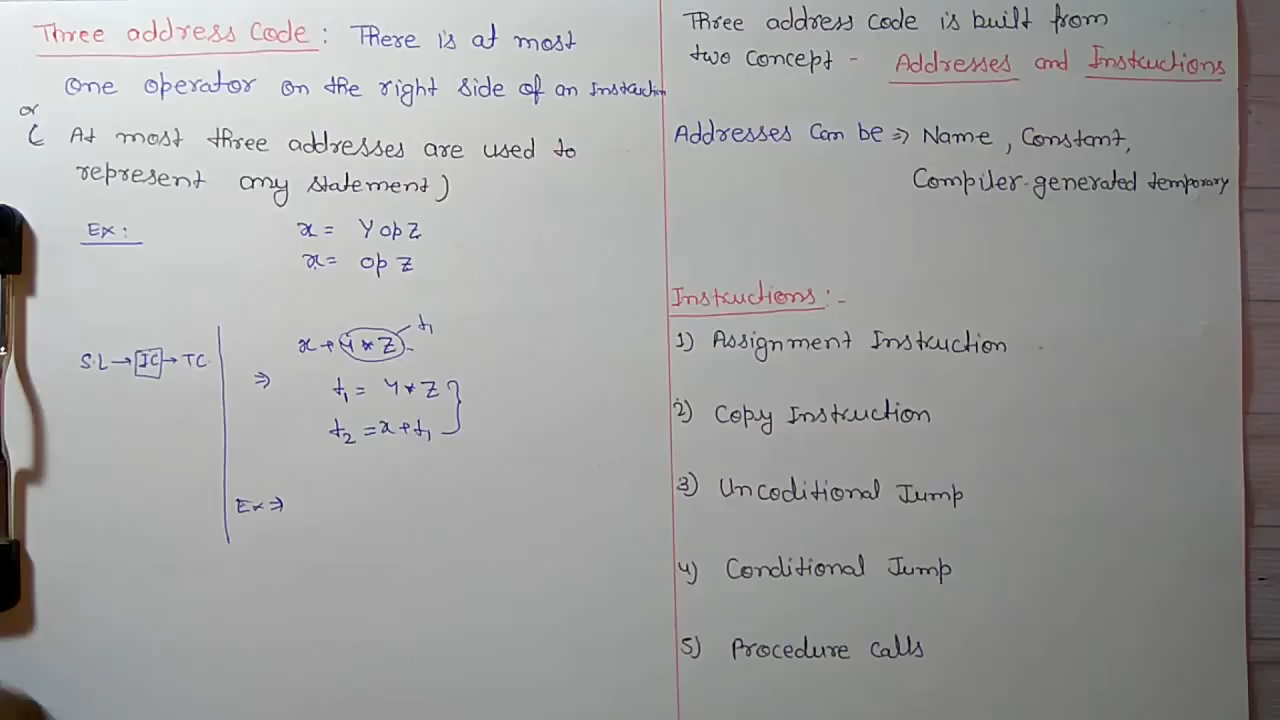 Three address Code : There is at most
one operator on the right side of an Instruction
or
( At most three addresses are used to
represent any statement)
Ex :
x = Y op Z
x = op Z
x + Y * Z t1
S.L → IC → TC
⇒ t1 = Y * Z
t2 = x + t1
Ex ⇒
Three address Code is built from
two concept - Addresses and Instructions
Addresses Can be ⇒ Name , Constant,
Compiler-generated temporary
Instructions :-
1) Assignment Instruction
2) Copy Instruction
3) Uncoditional Jump
4) Conditional Jump
5) Procedure Calls